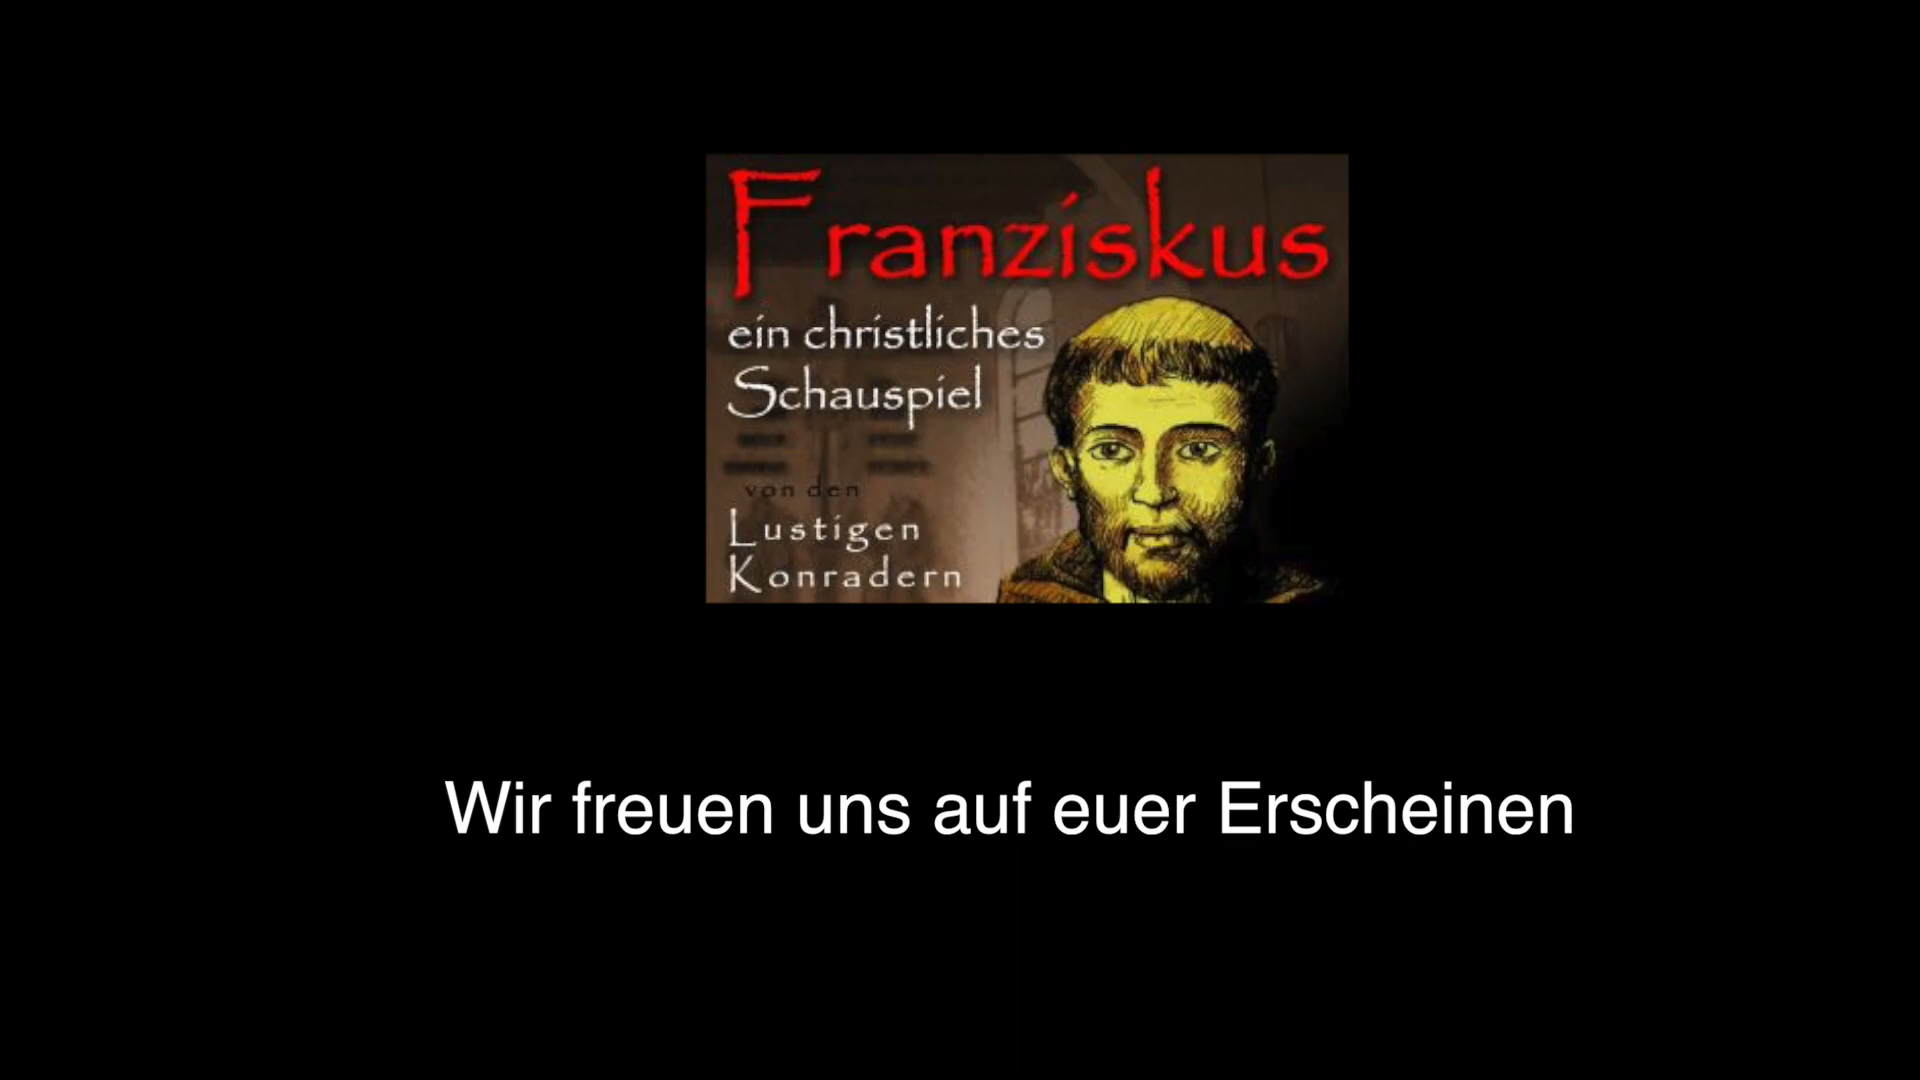 Franziskus
ein christliches
Schauspiel
von den
Lustigen
Konradern
Wir freuen uns auf euer Erscheinen